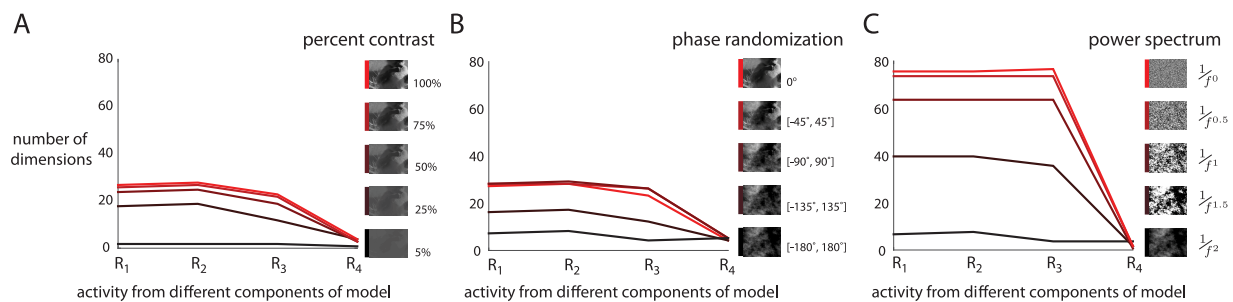 A
percent contrast
80
60
40
20
0
number of
dimensions
100%
75%
50%
25%
5%
R1
R2
R3
R4
activity from different components of model
B
phase randomization
80
60
40
20
0
0°
[–45°, 45°]
[–90°, 90°]
[–135°, 135°]
[–180°, 180°]
R1
R2
R3
R4
activity from different components of model
C
power spectrum
80
60
40
20
0
1/f^0
1/f^0.5
1/f^1
1/f^1.5
1/f^2
R1
R2
R3
R4
activity from different components of model